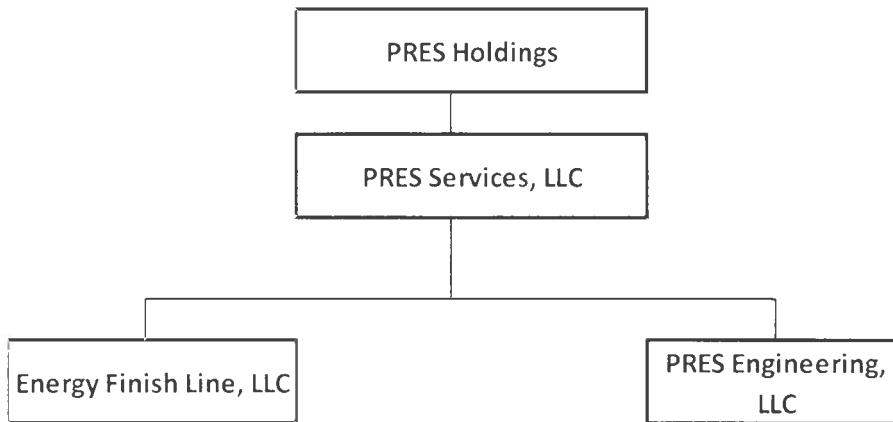 PRES Holdings
PRES Services, LLC
Energy Finish Line, LLC
PRES Engineering,
LLC